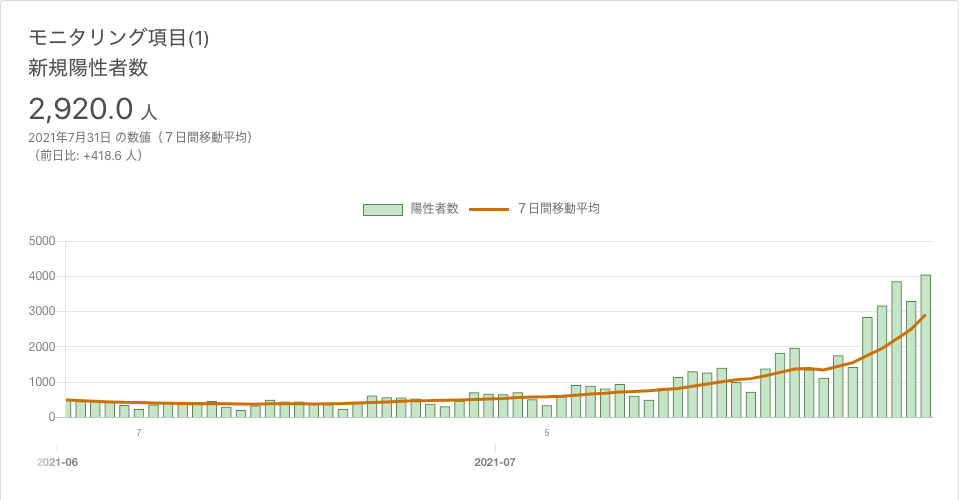 モニタリング項目(1)
新規陽性者数
2,920.0 人
2021年7月31日 の数値（７日間移動平均）
（前日比: +418.6 人）
陽性者数 ７日間移動平均
5000
4000
3000
2000
1000
0
7 5
2021-06 2021-07